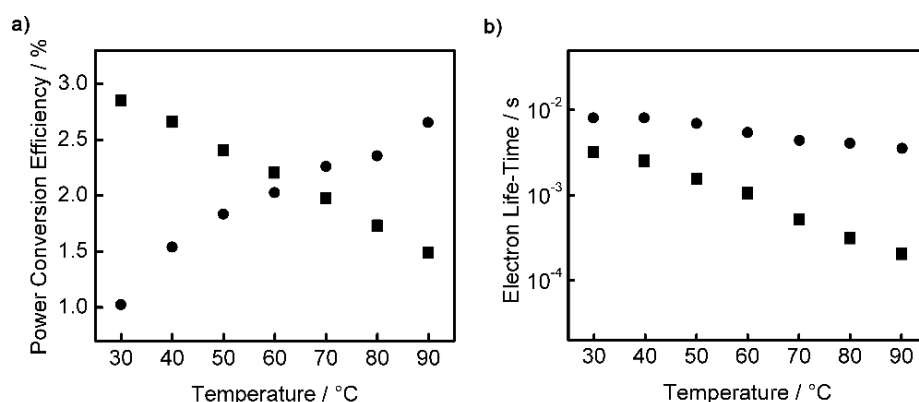 a)
Power Conversion Efficiency / %
3.0
2.5
2.0
1.5
1.0
30 40 50 60 70 80 90
Temperature / °C
b)
Electron Life-Time / s
10-2
10-3
10-4
30 40 50 60 70 80 90
Temperature / °C